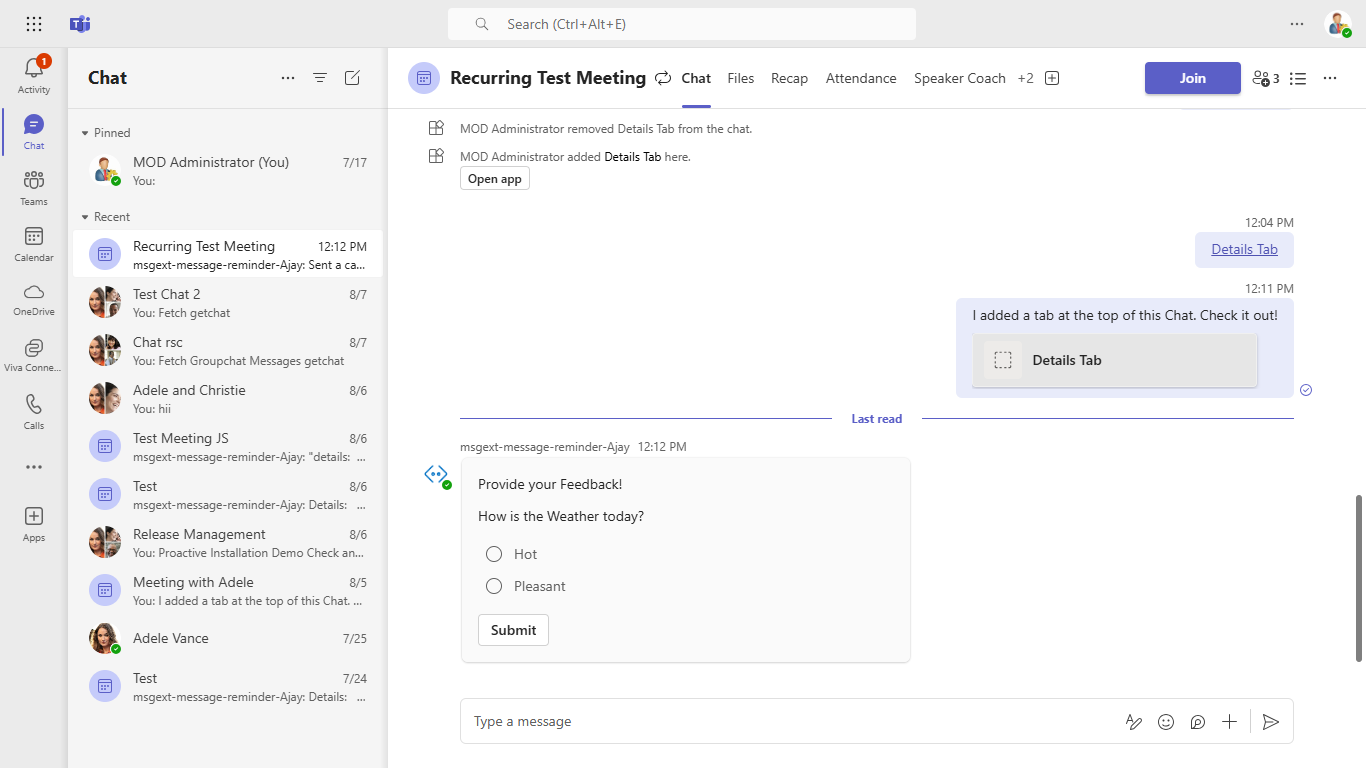 Search (Ctrl+Alt+E)
1
Activity
Chat
Teams
Calendar
OneDrive
Viva Conne...
Calls
Apps
Chat
Pinned
MOD Administrator (You) 7/17
You:
Recent
Recurring Test Meeting 12:12 PM
msgext-message-reminder-Ajay: Sent a ca...
Test Chat 2 8/7
You: Fetch getchat
Chat rsc 8/7
You: Fetch Groupchat Messages getchat
Adele and Christie 8/6
You: hii
Test Meeting JS 8/6
msgext-message-reminder-Ajay: "details: ...
Test 8/6
msgext-message-reminder-Ajay: Details: ...
Release Management 8/6
You: Proactive Installation Demo Check an...
Meeting with Adele 8/5
You: I added a tab at the top of this Chat. ...
Adele Vance 7/25
Test 7/24
msgext-message-reminder-Ajay: Details: ...
Recurring Test Meeting Chat Files Recap Attendance Speaker Coach +2 Join 3
MOD Administrator removed Details Tab from the chat.
MOD Administrator added Details Tab here.
Open app
12:04 PM
Details Tab
12:11 PM
I added a tab at the top of this Chat. Check it out!
Details Tab
Last read
msgext-message-reminder-Ajay 12:12 PM
Provide your Feedback!
How is the Weather today?
Hot
Pleasant
Submit
Type a message